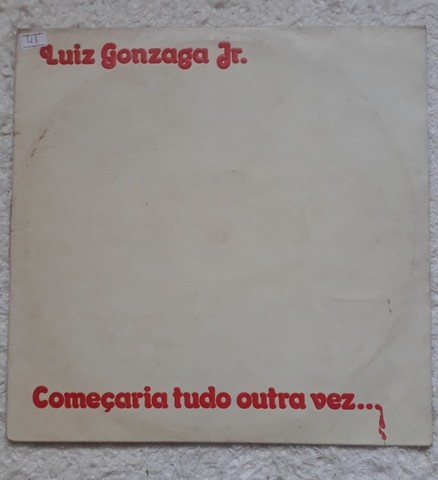 Luiz Gonzaga Jr.
Começaria tudo outra vez...